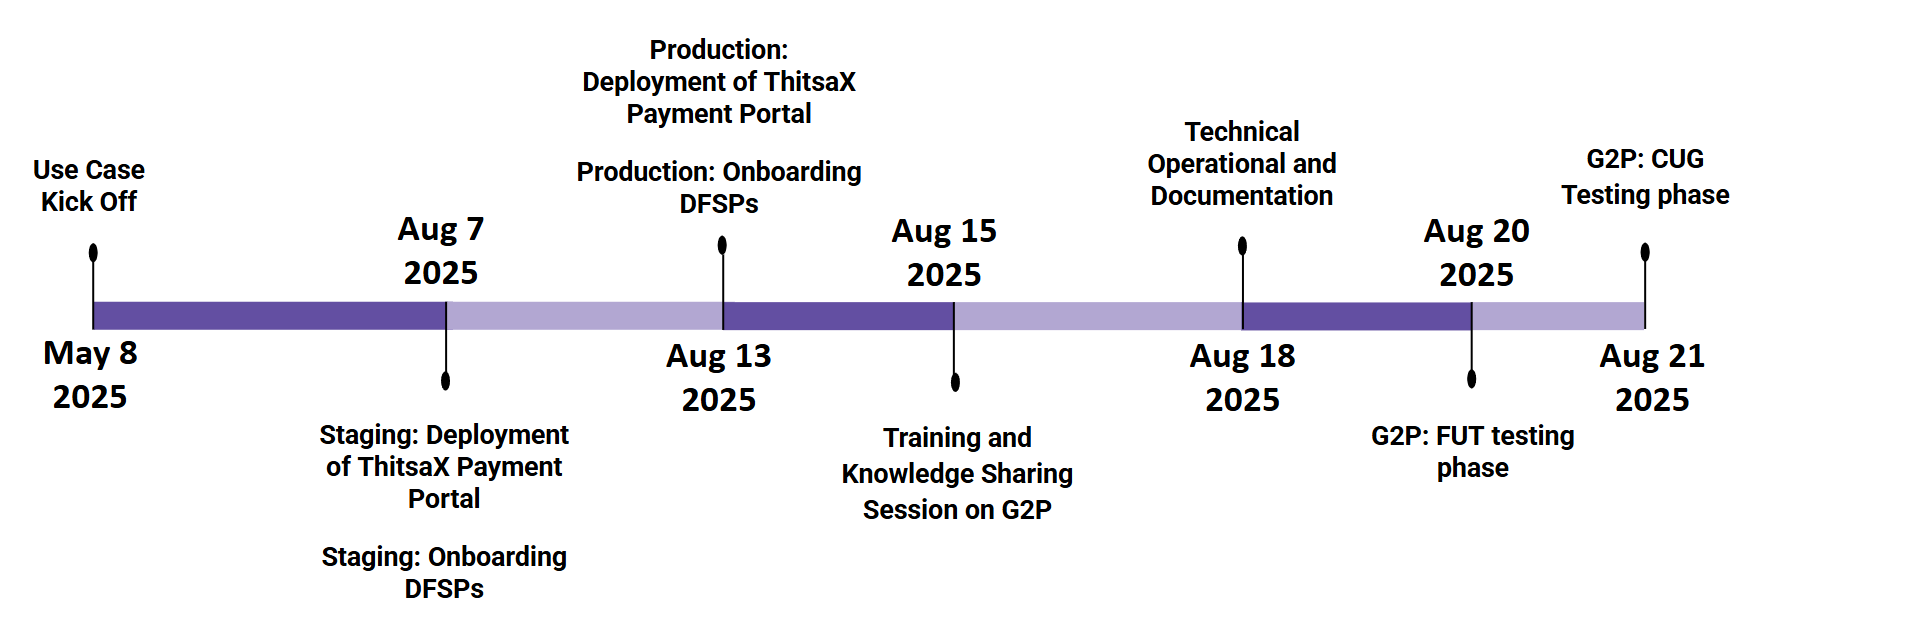 Use Case
Kick Off
May 8
2025
Aug 7
2025
Staging: Deployment
of ThitsaX Payment
Portal
Staging: Onboarding
DFSPs
Production:
Deployment of ThitsaX
Payment Portal
Production: Onboarding
DFSPs
Aug 13
2025
Aug 15
2025
Training and
Knowledge Sharing
Session on G2P
Technical
Operational and
Documentation
Aug 18
2025
Aug 20
2025
G2P: FUT testing
phase
G2P: CUG
Testing phase
Aug 21
2025